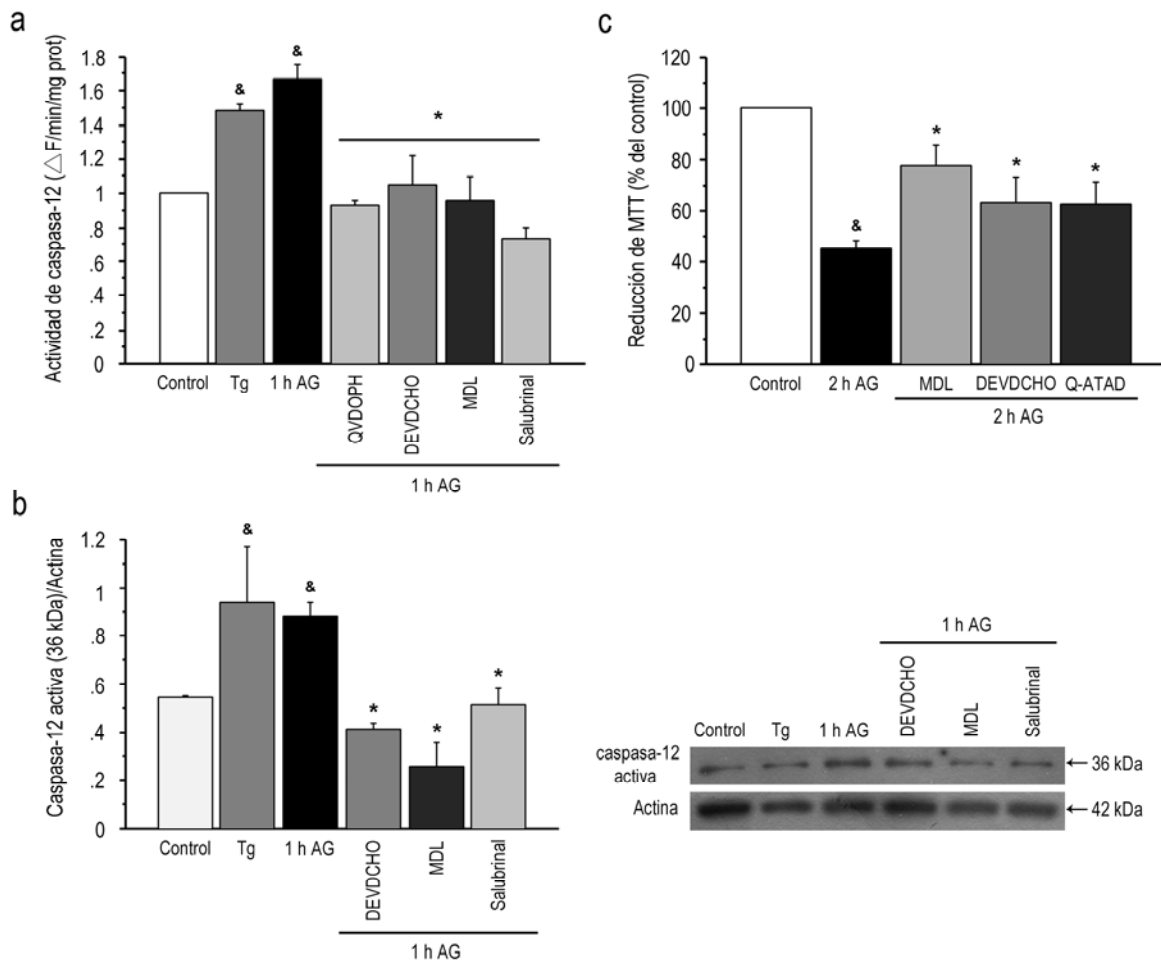 a
Actividad de caspasa-12 (△F/min/mg prot)
1.8
1.6
1.4
1.2
1
.8
.6
.4
.2
0
&
&
*
Control
Tg
1 h AG
QVDOPH
DEVDCHO
MDL
Salubrinal
1 h AG
c
Reducción de MTT (% del control)
120
100
80
60
40
20
0
&
*
*
*
Control
2 h AG
MDL
DEVDCHO
Q-ATAD
2 h AG
b
Caspasa-12 activa (36 kDa)/Actina
1.2
1
.8
.6
.4
.2
0
&
&
*
*
*
Control
Tg
1 h AG
DEVDCHO
MDL
Salubrinal
1 h AG
1 h AG
Control
Tg
1 h AG
DEVDCHO
MDL
Salubrinal
caspasa-12
activa
←36 kDa
Actina
←42 kDa